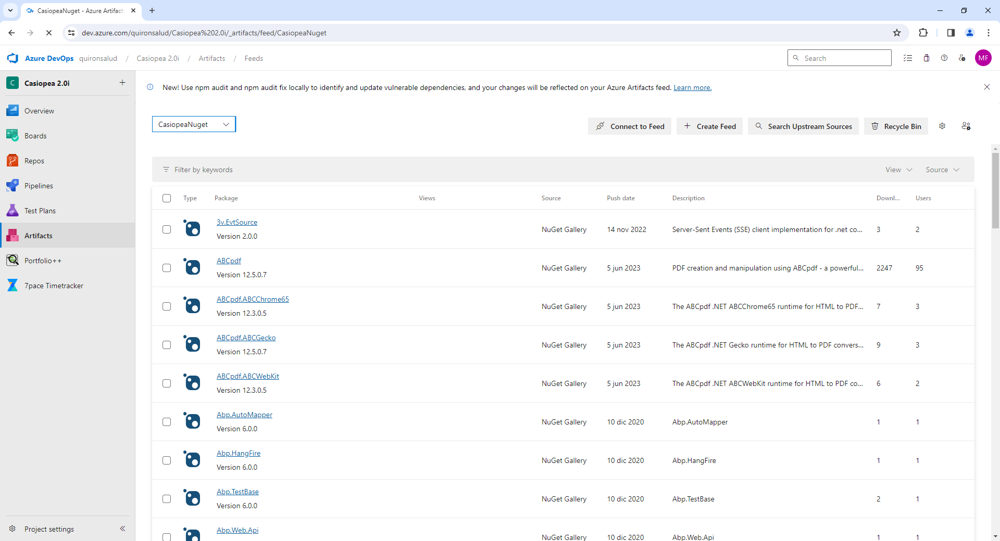 CasiopeaNuget - Azure Artifact
dev.azure.com/quironsalud/Casiopea%202.0i/_artifacts/feed/CasiopeaNuget
Azure DevOps quironsalud / Casiopea 2.0i / Artifacts / Feeds
Search
MF
C Casiopea 2.0i
Overview
Boards
Repos
Pipelines
Test Plans
Artifacts
Portfolio++
7pace Timetracker
Project settings
New! Use npm audit and npm audit fix locally to identify and update vulnerable dependencies, and your changes will be reflected on your Azure Artifacts feed. Learn more.
CasiopeaNuget
Connect to Feed
Create Feed
Search Upstream Sources
Recycle Bin
Filter by keywords
View
Source
Type Package Views Source Push date Description Downl... Users
3v.EvtSource
Version 2.0.0
NuGet Gallery 14 nov 2022 Server-Sent Events (SSE) client implementation for .net co... 3 2
ABCpdf
Version 12.5.0.7
NuGet Gallery 5 jun 2023 PDF creation and manipulation using ABCpdf - a powerful... 2247 95
ABCpdf.ABCChrome65
Version 12.3.0.5
NuGet Gallery 5 jun 2023 The ABCpdf .NET ABCChrome65 runtime for HTML to PDF... 7 3
ABCpdf.ABCGecko
Version 12.5.0.7
NuGet Gallery 5 jun 2023 The ABCpdf .NET Gecko runtime for HTML to PDF convers... 9 3
ABCpdf.ABCWebKit
Version 12.3.0.5
NuGet Gallery 5 jun 2023 The ABCpdf .NET ABCWebKit runtime for HTML to PDF co... 6 2
Abp.AutoMapper
Version 6.0.0
NuGet Gallery 10 dic 2020 Abp.AutoMapper 1 1
Abp.HangFire
Version 6.0.0
NuGet Gallery 10 dic 2020 Abp.HangFire 1 1
Abp.TestBase
Version 6.0.0
NuGet Gallery 10 dic 2020 Abp.TestBase 2 1
Abp.Web.Api
NuGet Gallery 10 dic 2020 Abp.Web.Api 1 1